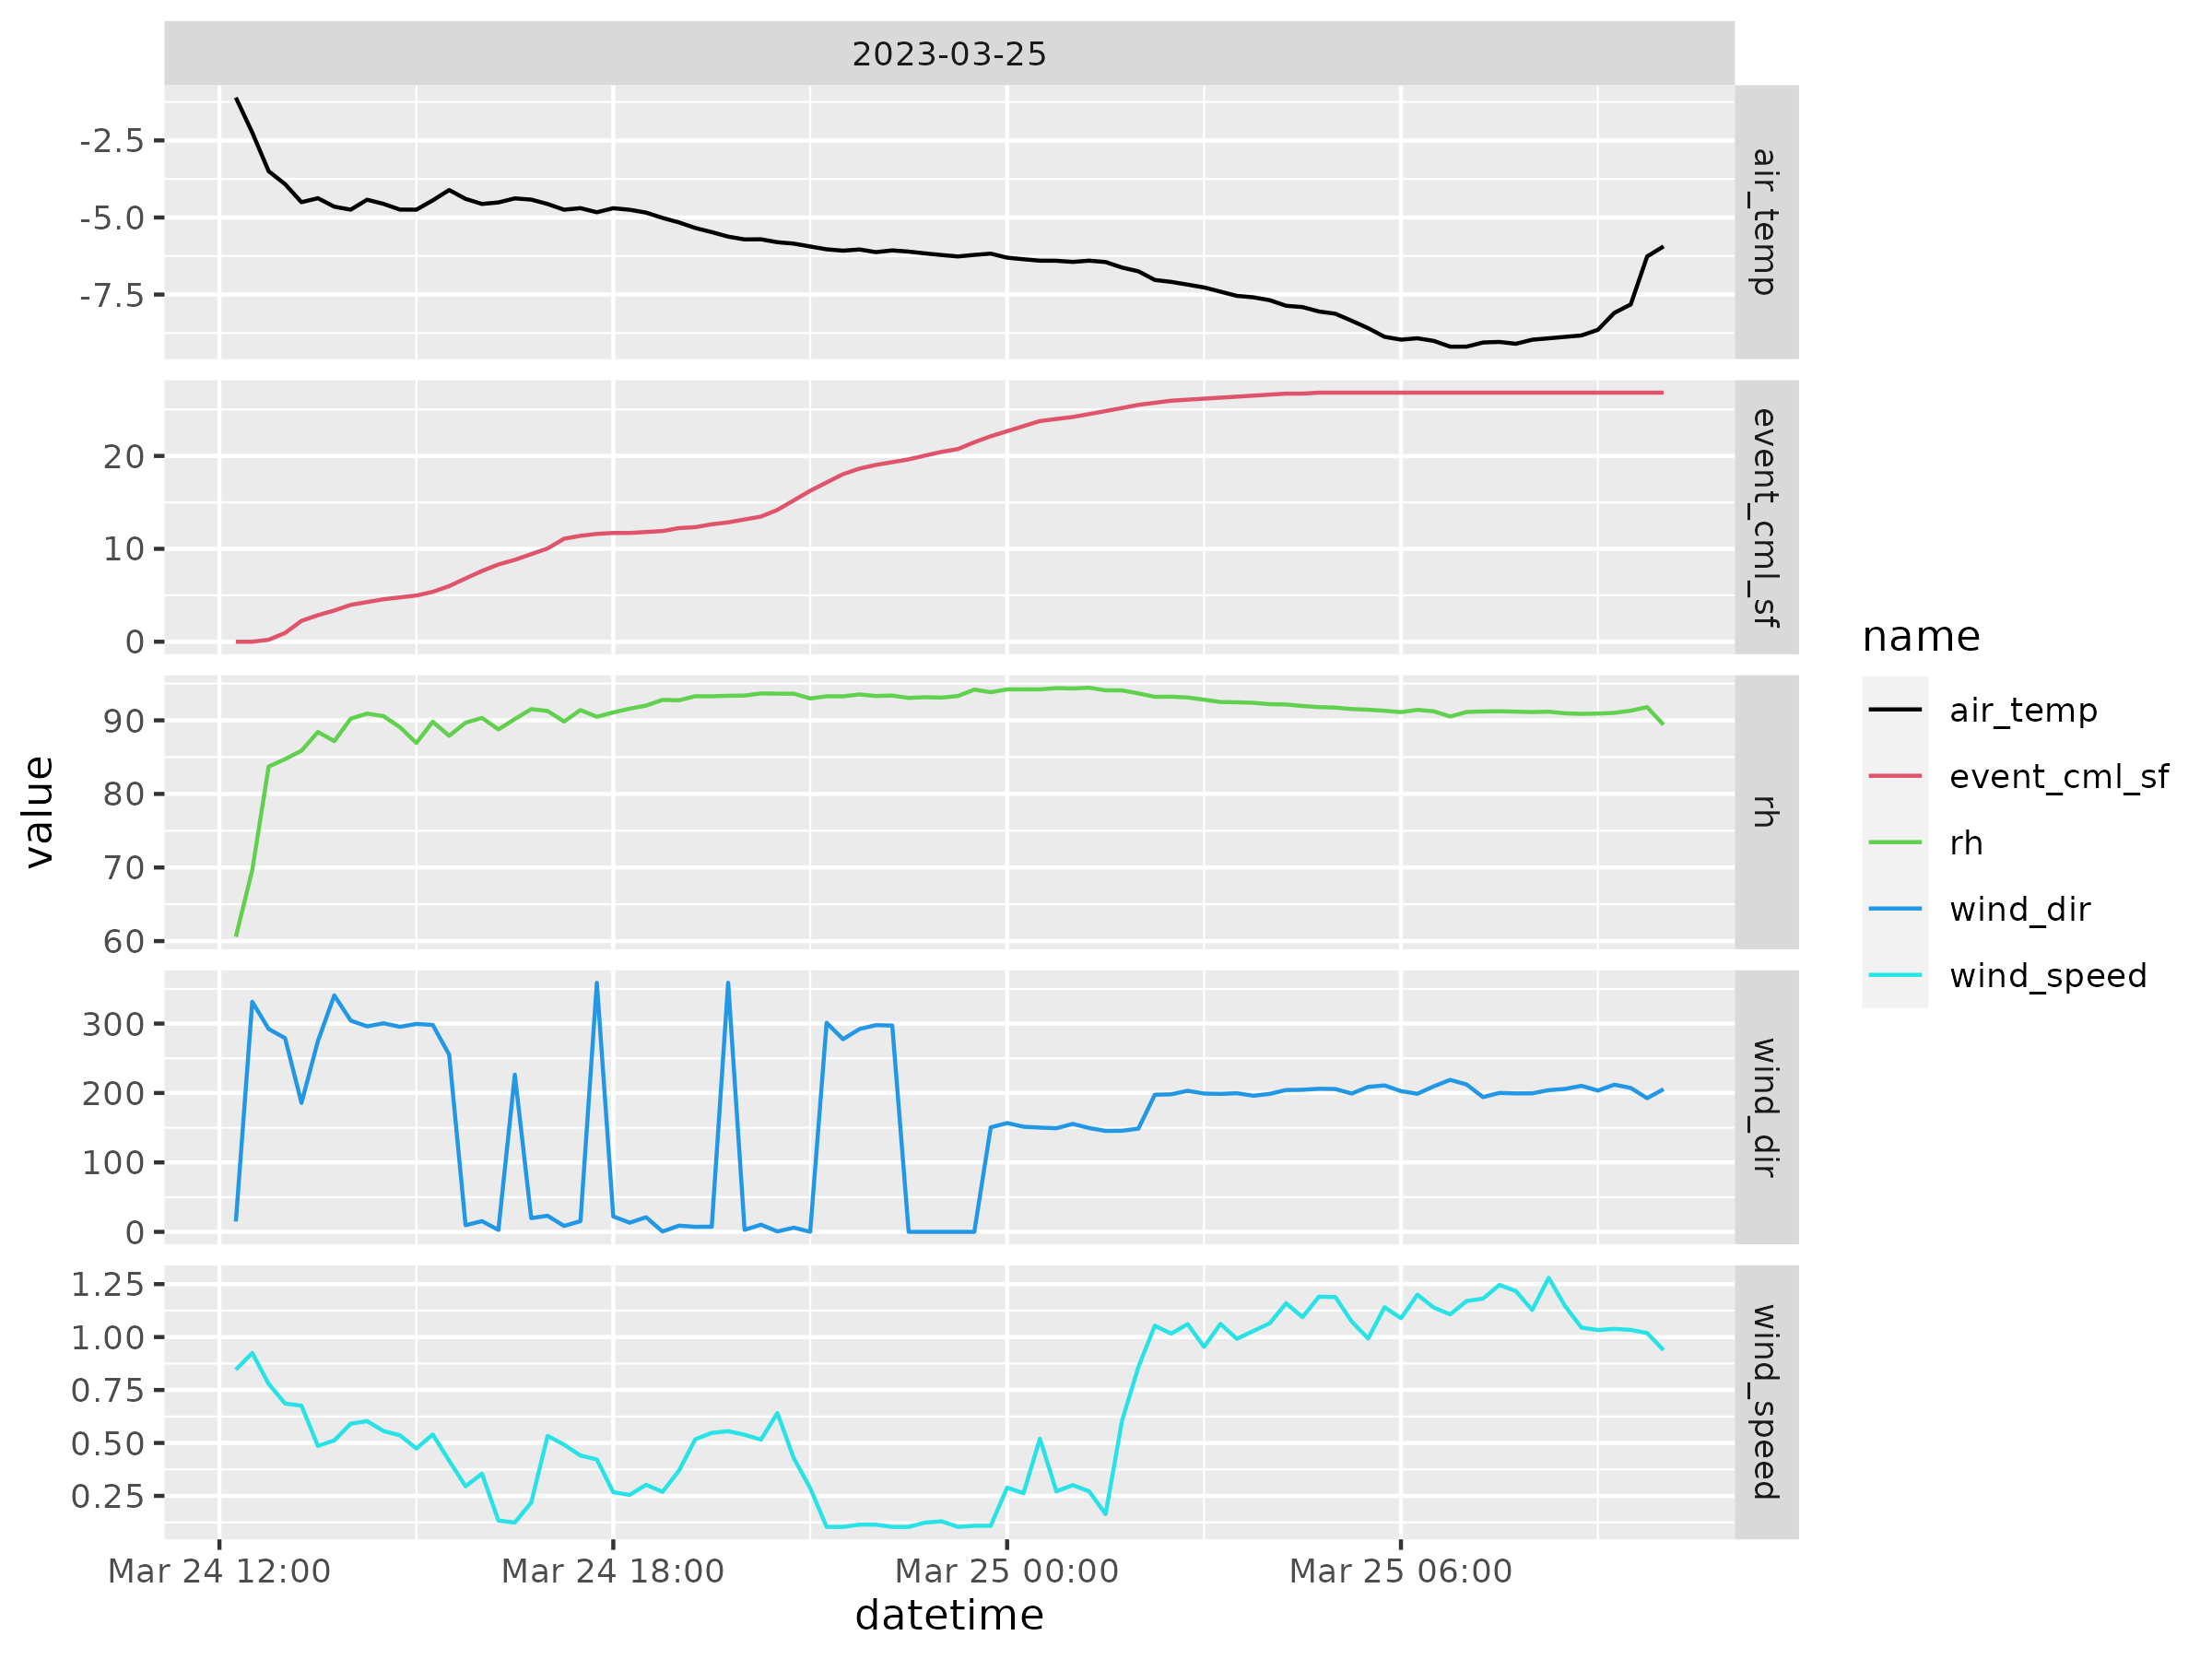 2023-03-25
-2.5
-5.0
-7.5
air_temp
20
10
0
event_cml_sf
90
80
70
60
rh
300
200
100
0
wind_dir
1.25
1.00
0.75
0.50
0.25
wind_speed
Mar 24 12:00 Mar 24 18:00 Mar 25 00:00 Mar 25 06:00
datetime
value
name
air_temp
event_cml_sf
rh
wind_dir
wind_speed